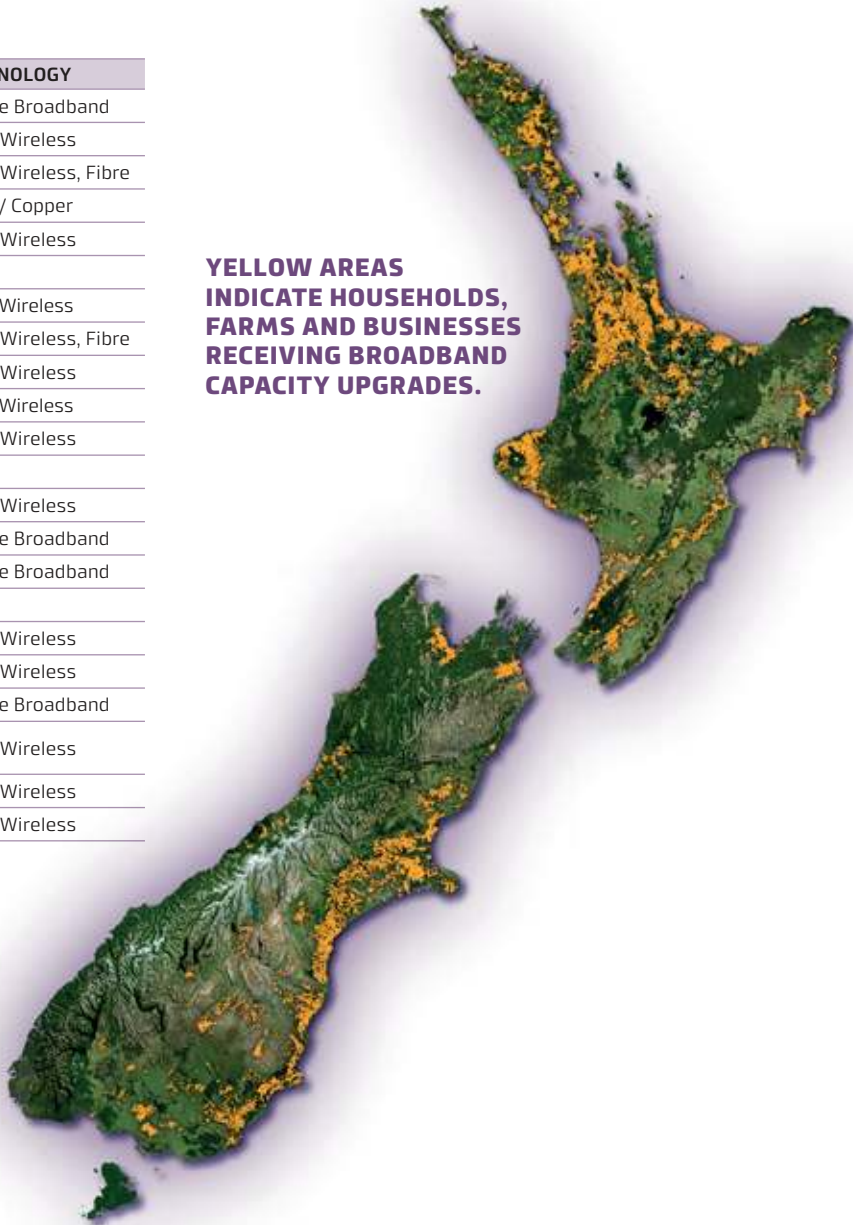 NOLOGY
e Broadband
Wireless
Wireless, Fibre
/ Copper
Wireless
Wireless
Wireless, Fibre
Wireless
Wireless
Wireless
Wireless
e Broadband
e Broadband
Wireless
Wireless
e Broadband
Wireless
Wireless
Wireless
YELLOW AREAS
INDICATE HOUSEHOLDS,
FARMS AND BUSINESSES
RECEIVING BROADBAND
CAPACITY UPGRADES.